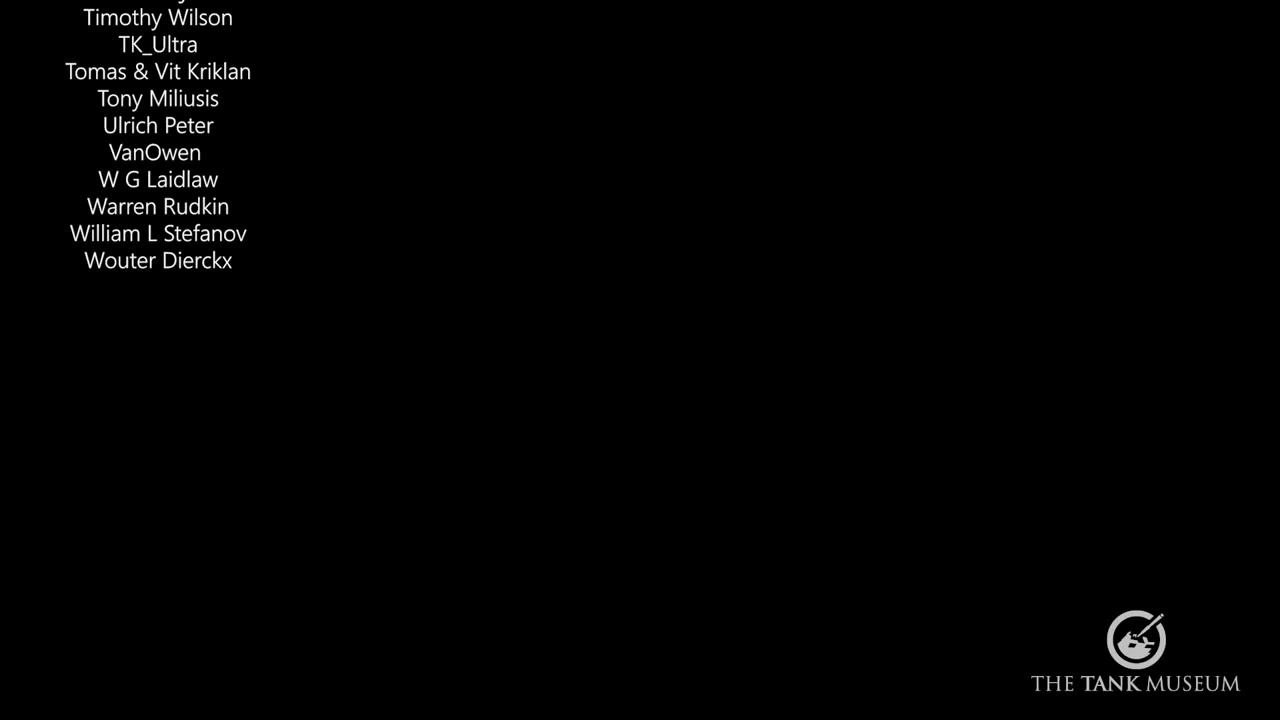 Timothy Wilson
TK_Ultra
Tomas & Vit Kriklan
Tony Miliusis
Ulrich Peter
VanOwen
W G Laidlaw
Warren Rudkin
William L Stefanov
Wouter Dierckx
THE TANK MUSEUM